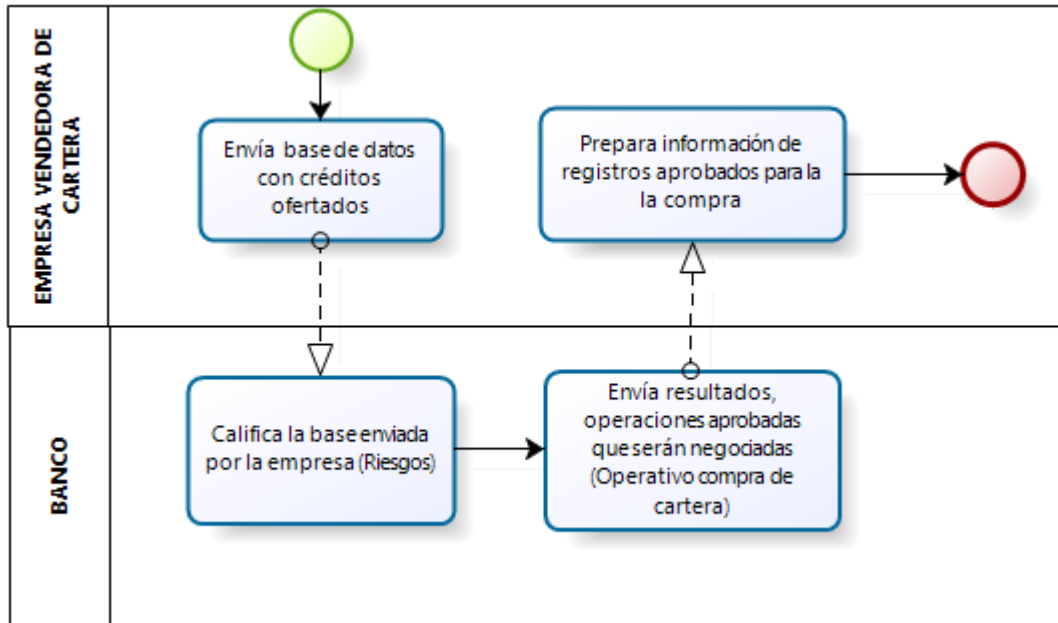 EMPRESA VENDEDORA DE
CARTERA
Envía base de datos
con créditos
ofertados
Prepara información de
registros aprobados para la
la compra
BANCO
Califica la base enviada
por la empresa (Riesgos)
Envía resultados,
operaciones aprobadas
que serán negociadas
(Operativo compra de
cartera)